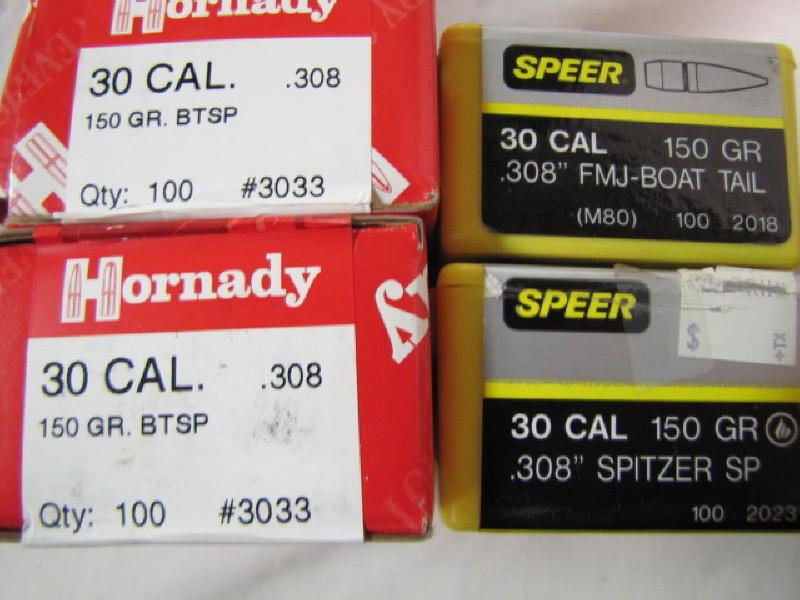 Hornady
30 CAL. .308
150 GR. BTSP
Qty: 100 #3033
Hornady
30 CAL. .308
150 GR. BTSP
Qty: 100 #3033
SPEER
30 CAL 150 GR
.308” FMJ-BOAT TAIL
(M80) 100 2018
SPEER
$ +TX
30 CAL 150 GR
.308” SPITZER SP
100 2023